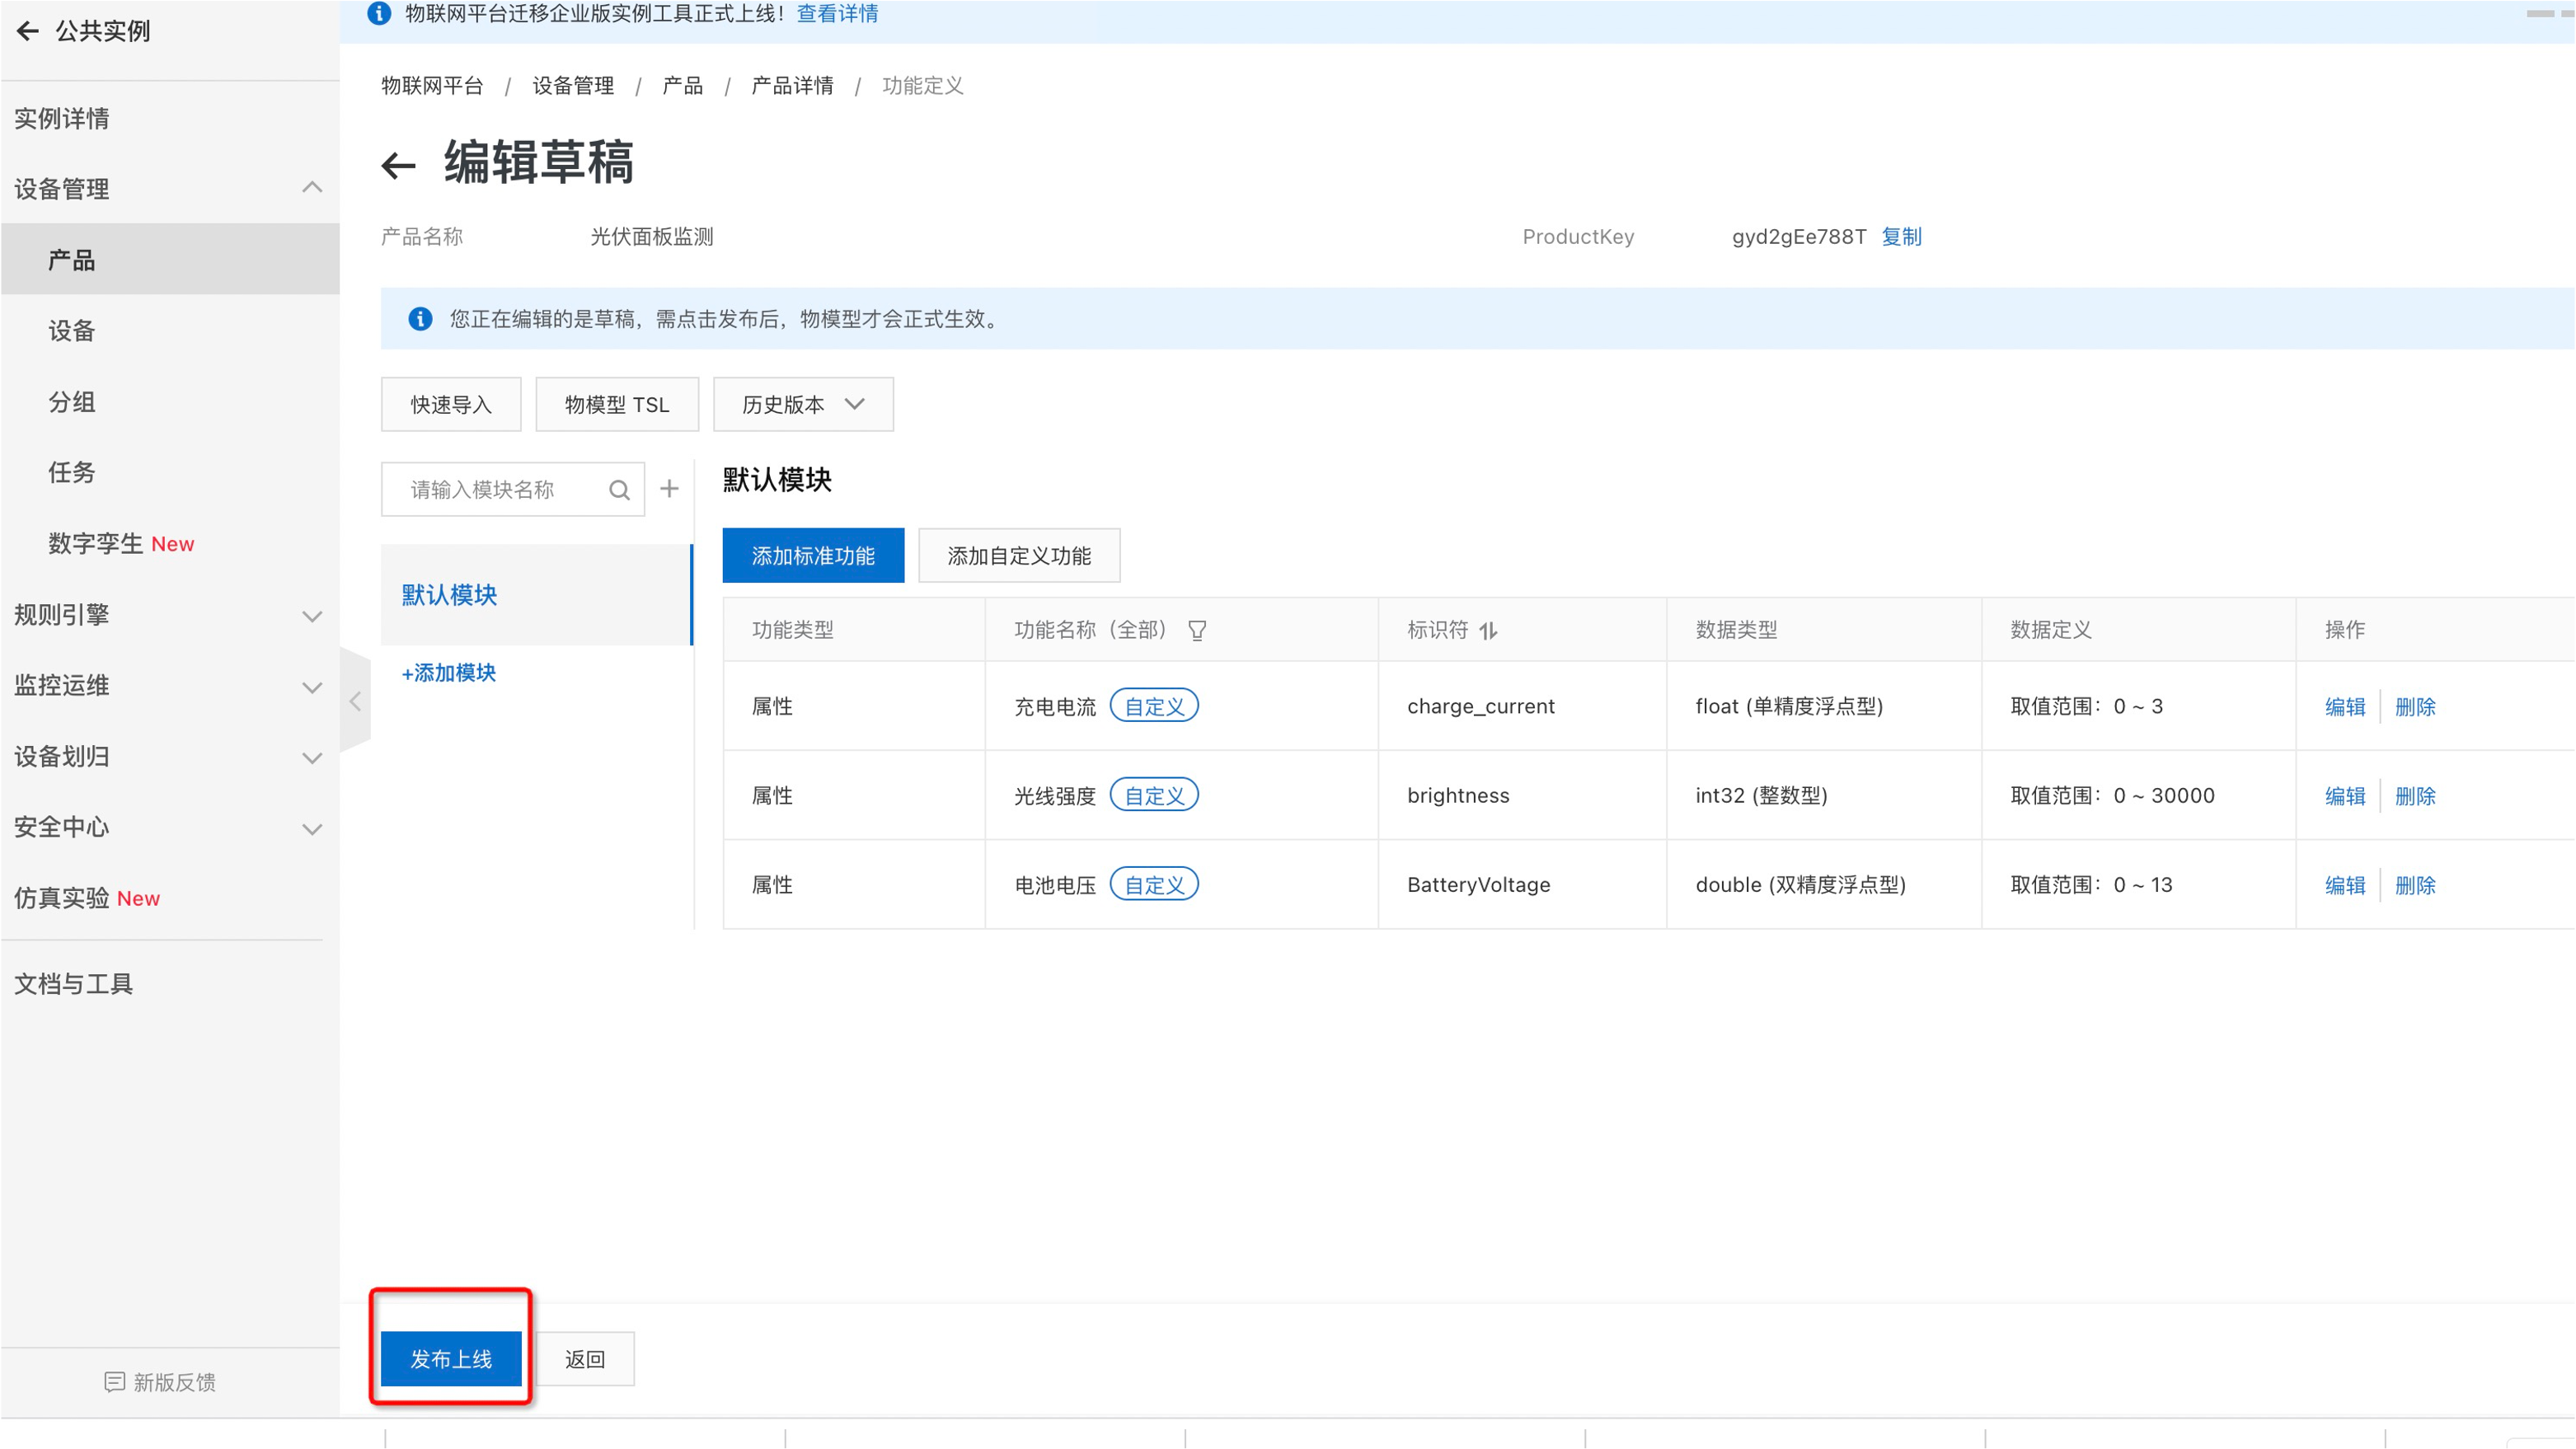 公共实例
实例详情
设备管理
产品
设备
分组
任务
数字孪生 New
规则引擎
监控运维
设备划归
安全中心
仿真实验 New
文档与工具
新版反馈
物联网平台迁移企业版实例工具正式上线！ 查看详情
物联网平台 / 设备管理 / 产品 / 产品详情 / 功能定义
编辑草稿
产品名称 光伏面板监测 ProductKey gyd2gEe788T 复制
您正在编辑的是草稿，需点击发布后，物模型才会正式生效。
快速导入 物模型 TSL 历史版本
请输入模块名称
默认模块
+添加模块
默认模块
添加标准功能 添加自定义功能
功能类型 功能名称（全部） 标识符 数据类型 数据定义 操作
属性 充电电流 自定义 charge_current float (单精度浮点型) 取值范围：0 ~ 3 编辑 删除
属性 光线强度 自定义 brightness int32 (整数型) 取值范围：0 ~ 30000 编辑 删除
属性 电池电压 自定义 BatteryVoltage double (双精度浮点型) 取值范围：0 ~ 13 编辑 删除
发布上线 返回